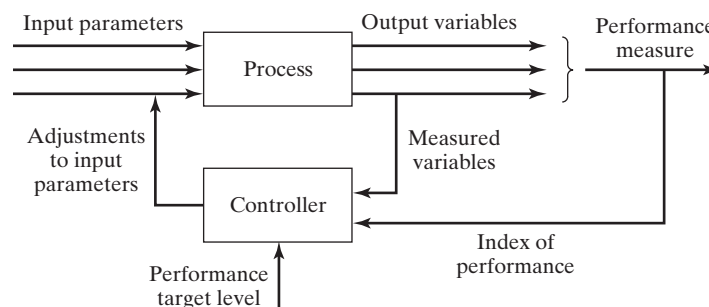 Input parameters
Output variables
Performance
measure
Process
Adjustments
to input
parameters
Measured
variables
Controller
Index of
performance
Performance
target level